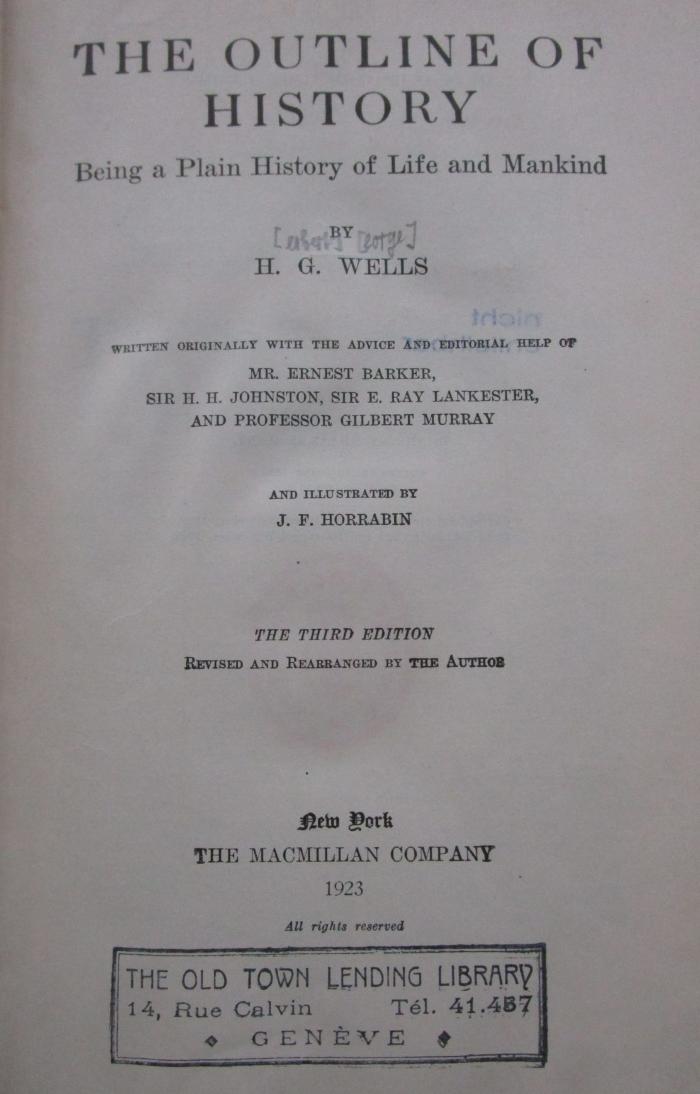 THE OUTLINE OF
HISTORY
Being a Plain History of Life and Mankind
BY
[erbert] [eorge]
H. G. WELLS
nicht
WRITTEN ORIGINALLY WITH THE ADVICE AND EDITORIAL HELP OF
MR. ERNEST BARKER,
SIR H. H. JOHNSTON, SIR E. RAY LANKESTER,
AND PROFESSOR GILBERT MURRAY
AND ILLUSTRATED BY
J. F. HORRABIN
THE THIRD EDITION
REVISED AND REARRANGED BY THE AUTHOR
New York
THE MACMILLAN COMPANY
1923
All rights reserved
THE OLD TOWN LENDING LIBRARY
14, Rue Calvin Tél. 41.457
GENÈVE